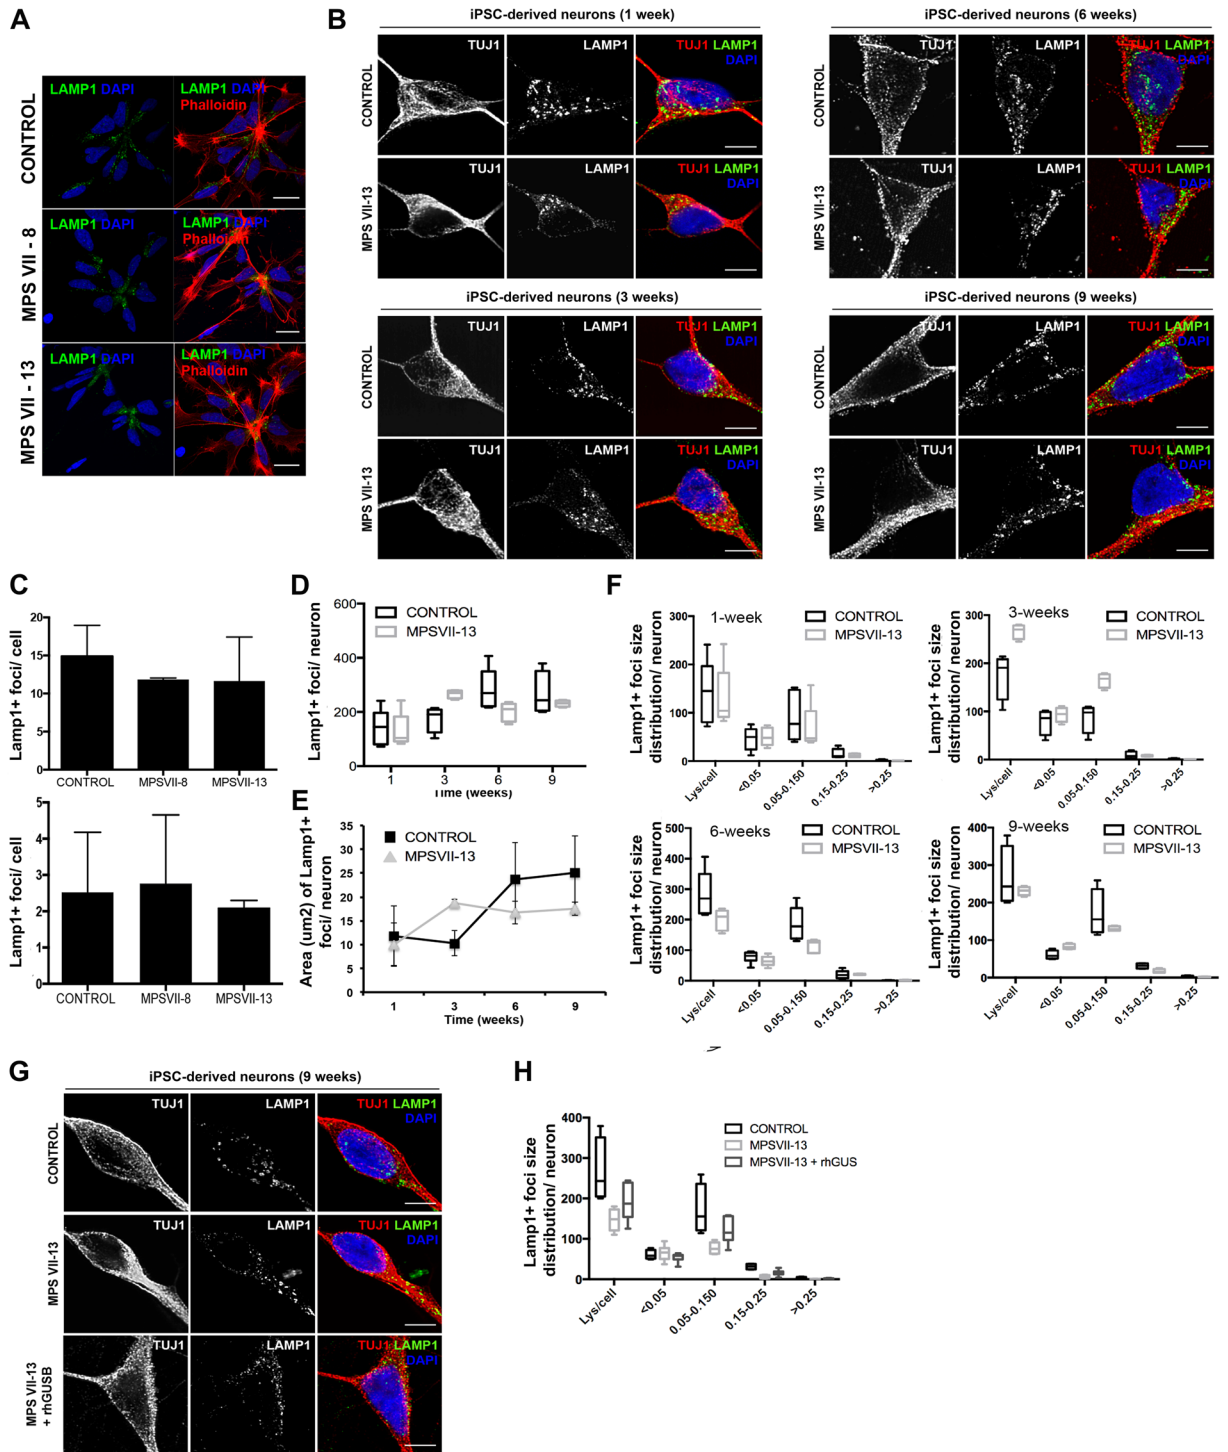 A
LAMP1 DAPI
LAMP1 DAPI
Phalloidin
CONTROL
LAMP1 DAPI
LAMP1 DAPI
Phalloidin
MPS VII - 8
LAMP1 DAPI
LAMP1 DAPI
Phalloidin
MPS VII - 13
B
iPSC-derived neurons (1 week)
TUJ1
LAMP1
TUJ1 LAMP1
DAPI
CONTROL
TUJ1
LAMP1
TUJ1 LAMP1
DAPI
MPS VII-13
iPSC-derived neurons (6 weeks)
TUJ1
LAMP1
TUJ1 LAMP1
DAPI
CONTROL
TUJ1
LAMP1
TUJ1 LAMP1
DAPI
MPS VII-13
iPSC-derived neurons (3 weeks)
TUJ1
LAMP1
TUJ1 LAMP1
DAPI
CONTROL
TUJ1
LAMP1
TUJ1 LAMP1
DAPI
MPS VII-13
iPSC-derived neurons (9 weeks)
TUJ1
LAMP1
TUJ1 LAMP1
DAPI
CONTROL
TUJ1
LAMP1
TUJ1 LAMP1
DAPI
MPS VII-13
C
Lamp1+ foci/ cell
20
15
10
5
0
CONTROL MPSVII-8 MPSVII-13
Lamp1+ foci/ cell
5
4
3
2
1
0
CONTROL MPSVII-8 MPSVII-13
D
Lamp1+ foci/ neuron
600
400
200
0
CONTROL
MPSVII-13
1 3 6 9
Time (weeks)
E
Area (um2) of Lamp1+
foci/ neuron
35
30
25
20
15
10
5
0
CONTROL
MPSVII-13
1 3 6 9
Time (weeks)
F
Lamp1+ foci size
distribution/ neuron
300
200
100
0
1-week
CONTROL
MPSVII-13
Lys/cell <0.05 0.05-0.150 0.15-0.25 >0.25
Lamp1+ foci size
distribution/ neuron
300
200
100
0
3-weeks
CONTROL
MPSVII-13
Lys/cell <0.05 0.05-0.150 0.15-0.25 >0.25
Lamp1+ foci size
distribution/ neuron
500
400
300
200
100
0
6-weeks
CONTROL
MPSVII-13
Lys/cell <0.05 0.05-0.150 0.15-0.25 >0.25
Lamp1+ foci size
distribution/ neuron
400
300
200
100
0
9-weeks
CONTROL
MPSVII-13
Lys/cell <0.05 0.05-0.150 0.15-0.25 >0.25
G
iPSC-derived neurons (9 weeks)
TUJ1
LAMP1
TUJ1 LAMP1
DAPI
CONTROL
TUJ1
LAMP1
TUJ1 LAMP1
DAPI
MPS VII-13
TUJ1
LAMP1
TUJ1 LAMP1
DAPI
MPS VII-13
+ rhGUSB
H
Lamp1+ foci size
distribution/ neuron
400
300
200
100
0
CONTROL
MPSVII-13
MPSVII-13 + rhGUS
Lys/cell <0.05 0.05-0.150 0.15-0.25 >0.25